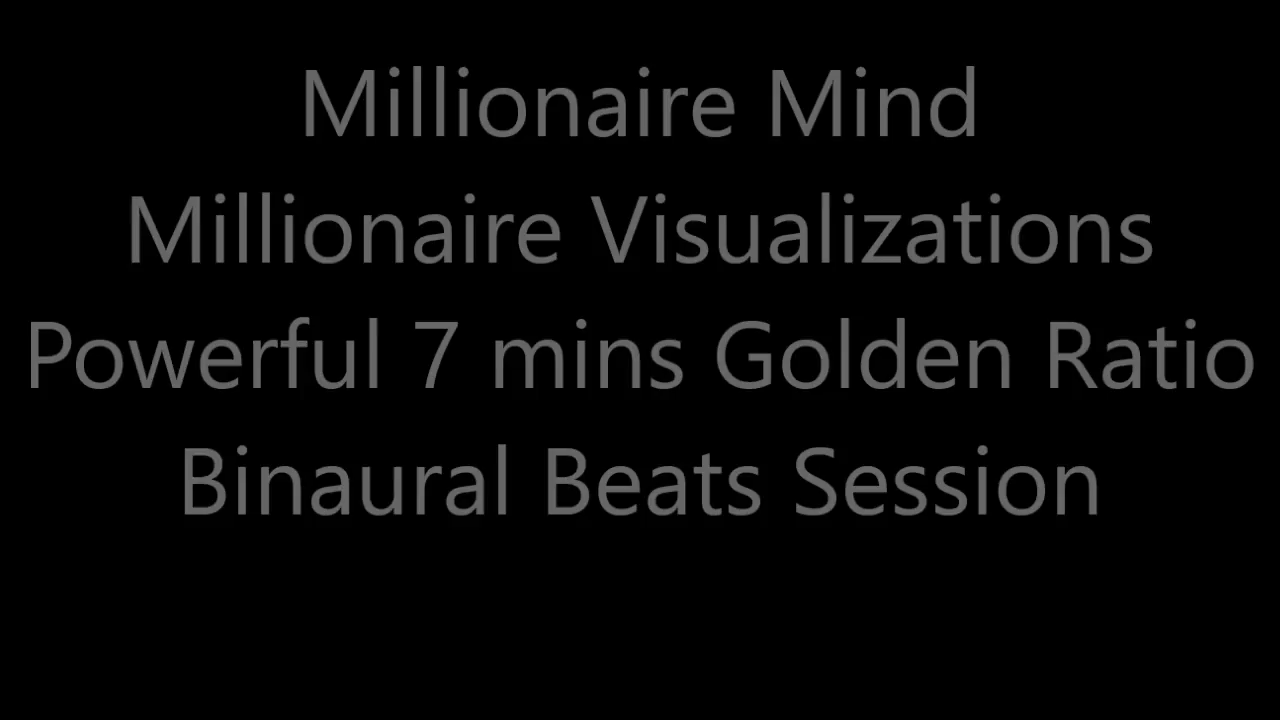 Millionaire Mind
Millionaire Visualizations
Powerful 7 mins Golden Ratio
Binaural Beats Session